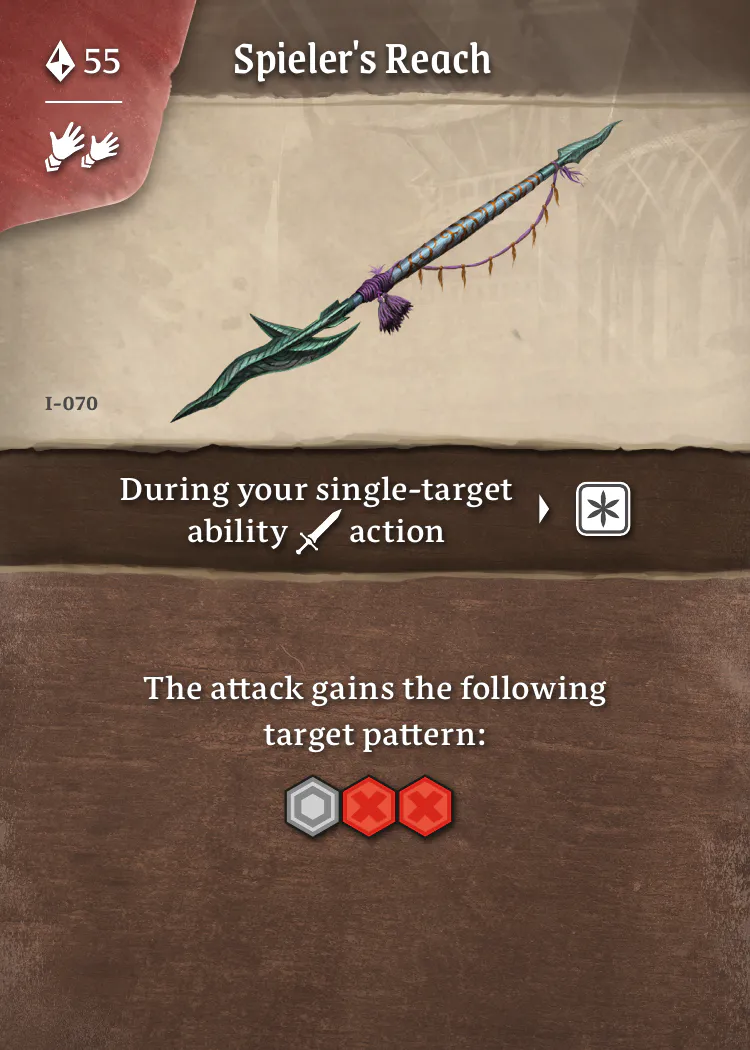 55
Spieler's Reach
I-070
During your single-target
ability action
The attack gains the following
target pattern: